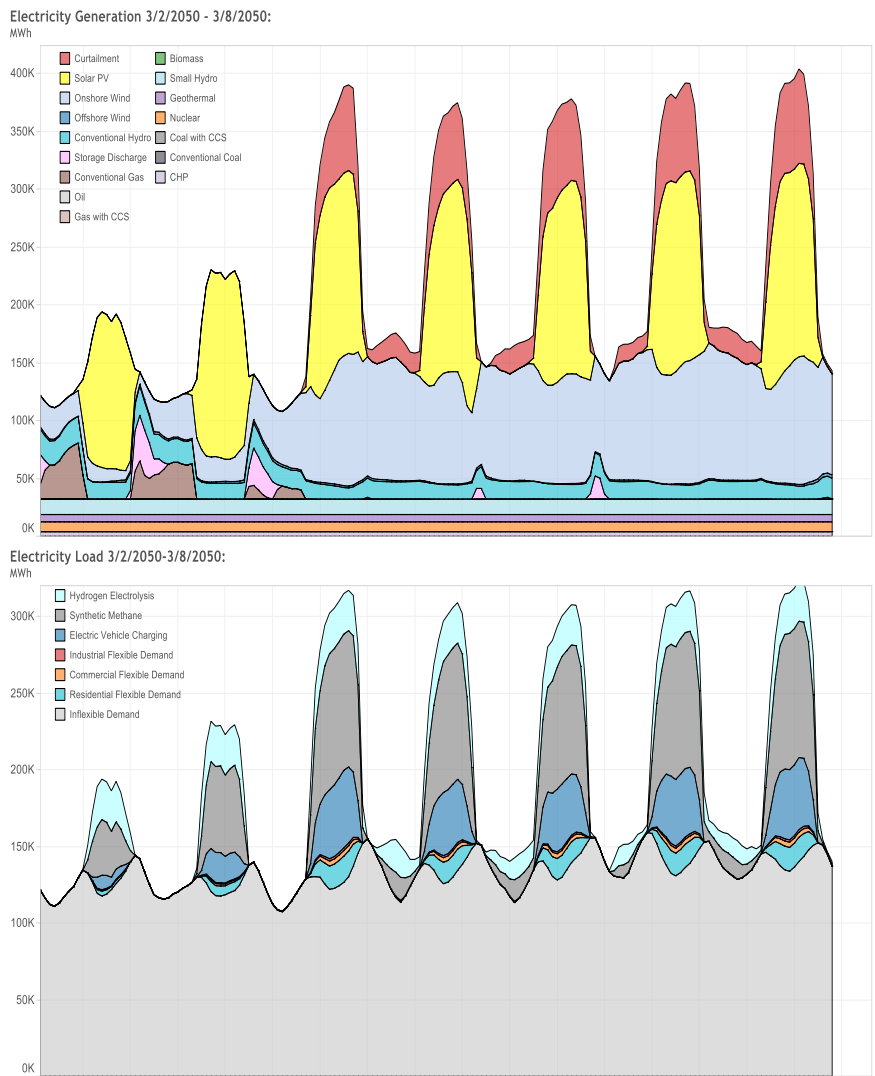 Electricity Generation 3/2/2050 - 3/8/2050:
MWh
400K
350K
300K
250K
200K
150K
100K
50K
0K
Curtailment
Solar PV
Onshore Wind
Offshore Wind
Conventional Hydro
Storage Discharge
Conventional Gas
Oil
Gas with CCS
Biomass
Small Hydro
Geothermal
Nuclear
Coal with CCS
Conventional Coal
CHP
Electricity Load 3/2/2050-3/8/2050:
MWh
300K
250K
200K
150K
100K
50K
0K
Hydrogen Electrolysis
Synthetic Methane
Electric Vehicle Charging
Industrial Flexible Demand
Commercial Flexible Demand
Residential Flexible Demand
Inflexible Demand